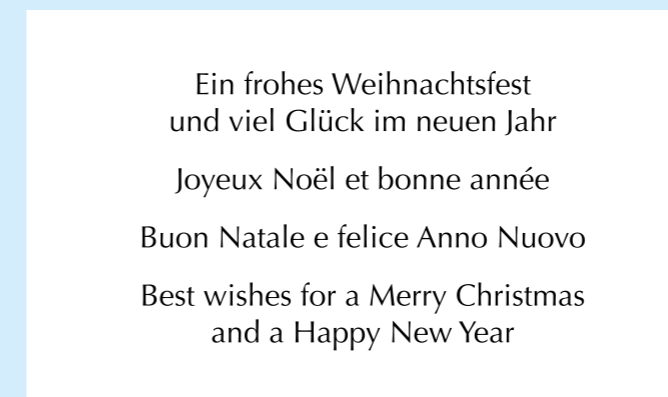 Ein frohes Weihnachtsfest
und viel Glück im neuen Jahr
Joyeux Noël et bonne année
Buon Natale e felice Anno Nuovo
Best wishes for a Merry Christmas
and a Happy New Year